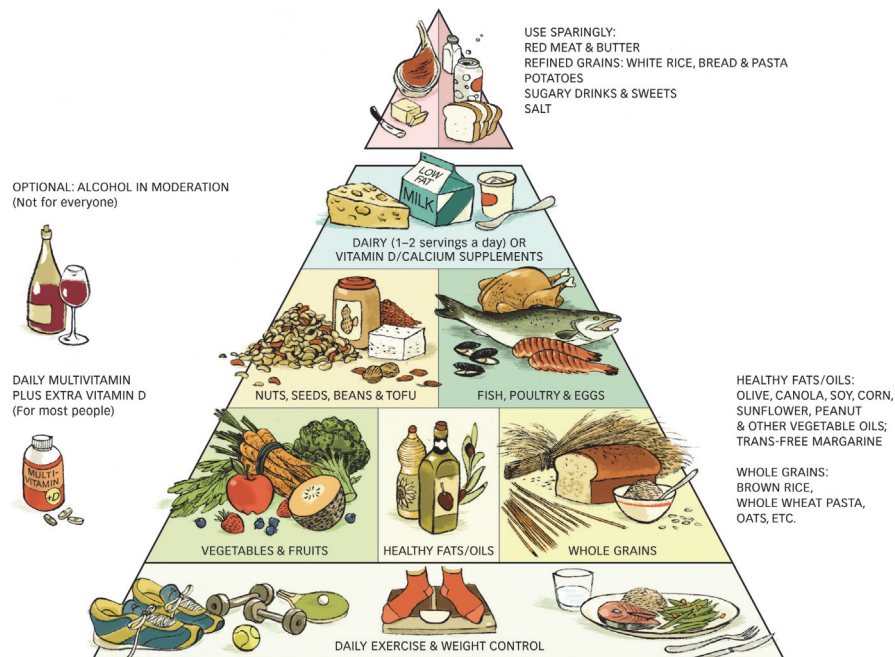 USE SPARINGLY:
RED MEAT & BUTTER
REFINED GRAINS: WHITE RICE, BREAD & PASTA
POTATOES
SUGARY DRINKS & SWEETS
SALT
OPTIONAL: ALCOHOL IN MODERATION
(Not for everyone)
LOW
FAT
MILK
DAIRY (1–2 servings a day) OR
VITAMIN D/CALCIUM SUPPLEMENTS
DAILY MULTIVITAMIN
PLUS EXTRA VITAMIN D
(For most people)
MULTI-
VITAMIN
+D
NUTS, SEEDS, BEANS & TOFU
FISH, POULTRY & EGGS
HEALTHY FATS/OILS:
OLIVE, CANOLA, SOY, CORN,
SUNFLOWER, PEANUT
& OTHER VEGETABLE OILS;
TRANS-FREE MARGARINE
WHOLE GRAINS:
BROWN RICE,
WHOLE WHEAT PASTA,
OATS, ETC.
VEGETABLES & FRUITS
HEALTHY FATS/OILS
WHOLE GRAINS
DAILY EXERCISE & WEIGHT CONTROL